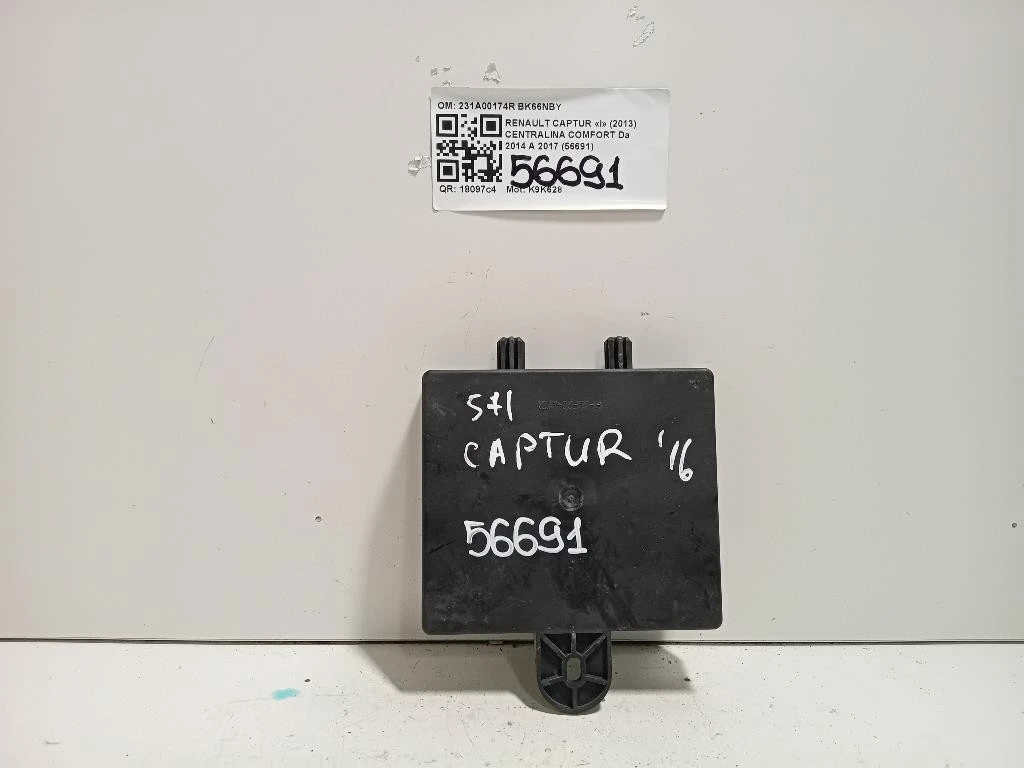 OM: 231A00174R BK66NBY
RENAULT CAPTUR «I» (2013)
CENTRALINA COMFORT Da
2014 A 2017 (56691)
56691
QR: 18097c4 Mot: K9K628
571
CAPTUR '16
56691